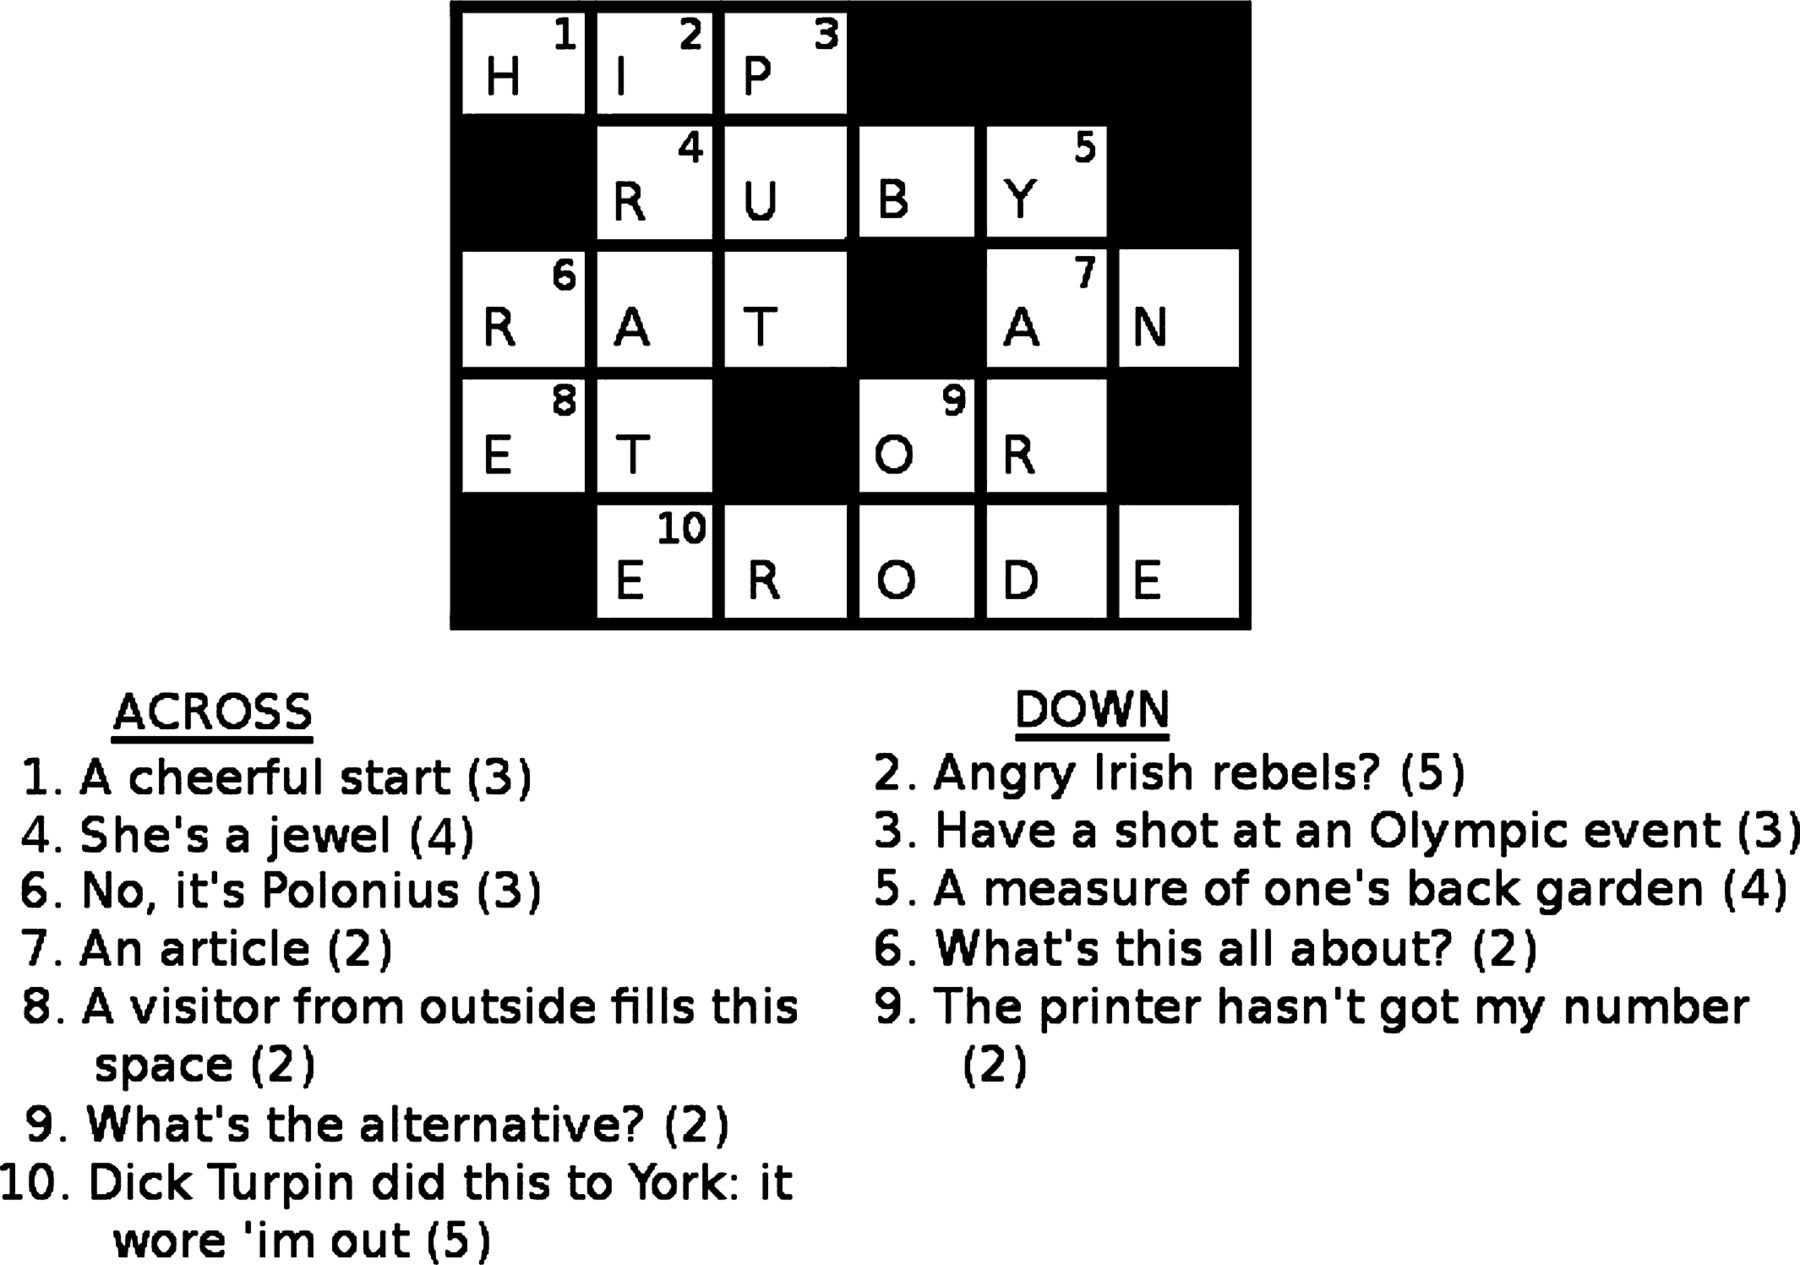 1 2 3
H I P
4 5
R U B Y
6 7
R A T A N
8 9
E T O R
10
E R O D E
ACROSS
1. A cheerful start (3)
4. She's a jewel (4)
6. No, it's Polonius (3)
7. An article (2)
8. A visitor from outside fills this
space (2)
9. What's the alternative? (2)
10. Dick Turpin did this to York: it
wore 'im out (5)
DOWN
2. Angry Irish rebels? (5)
3. Have a shot at an Olympic event (3)
5. A measure of one's back garden (4)
6. What's this all about? (2)
9. The printer hasn't got my number
(2)